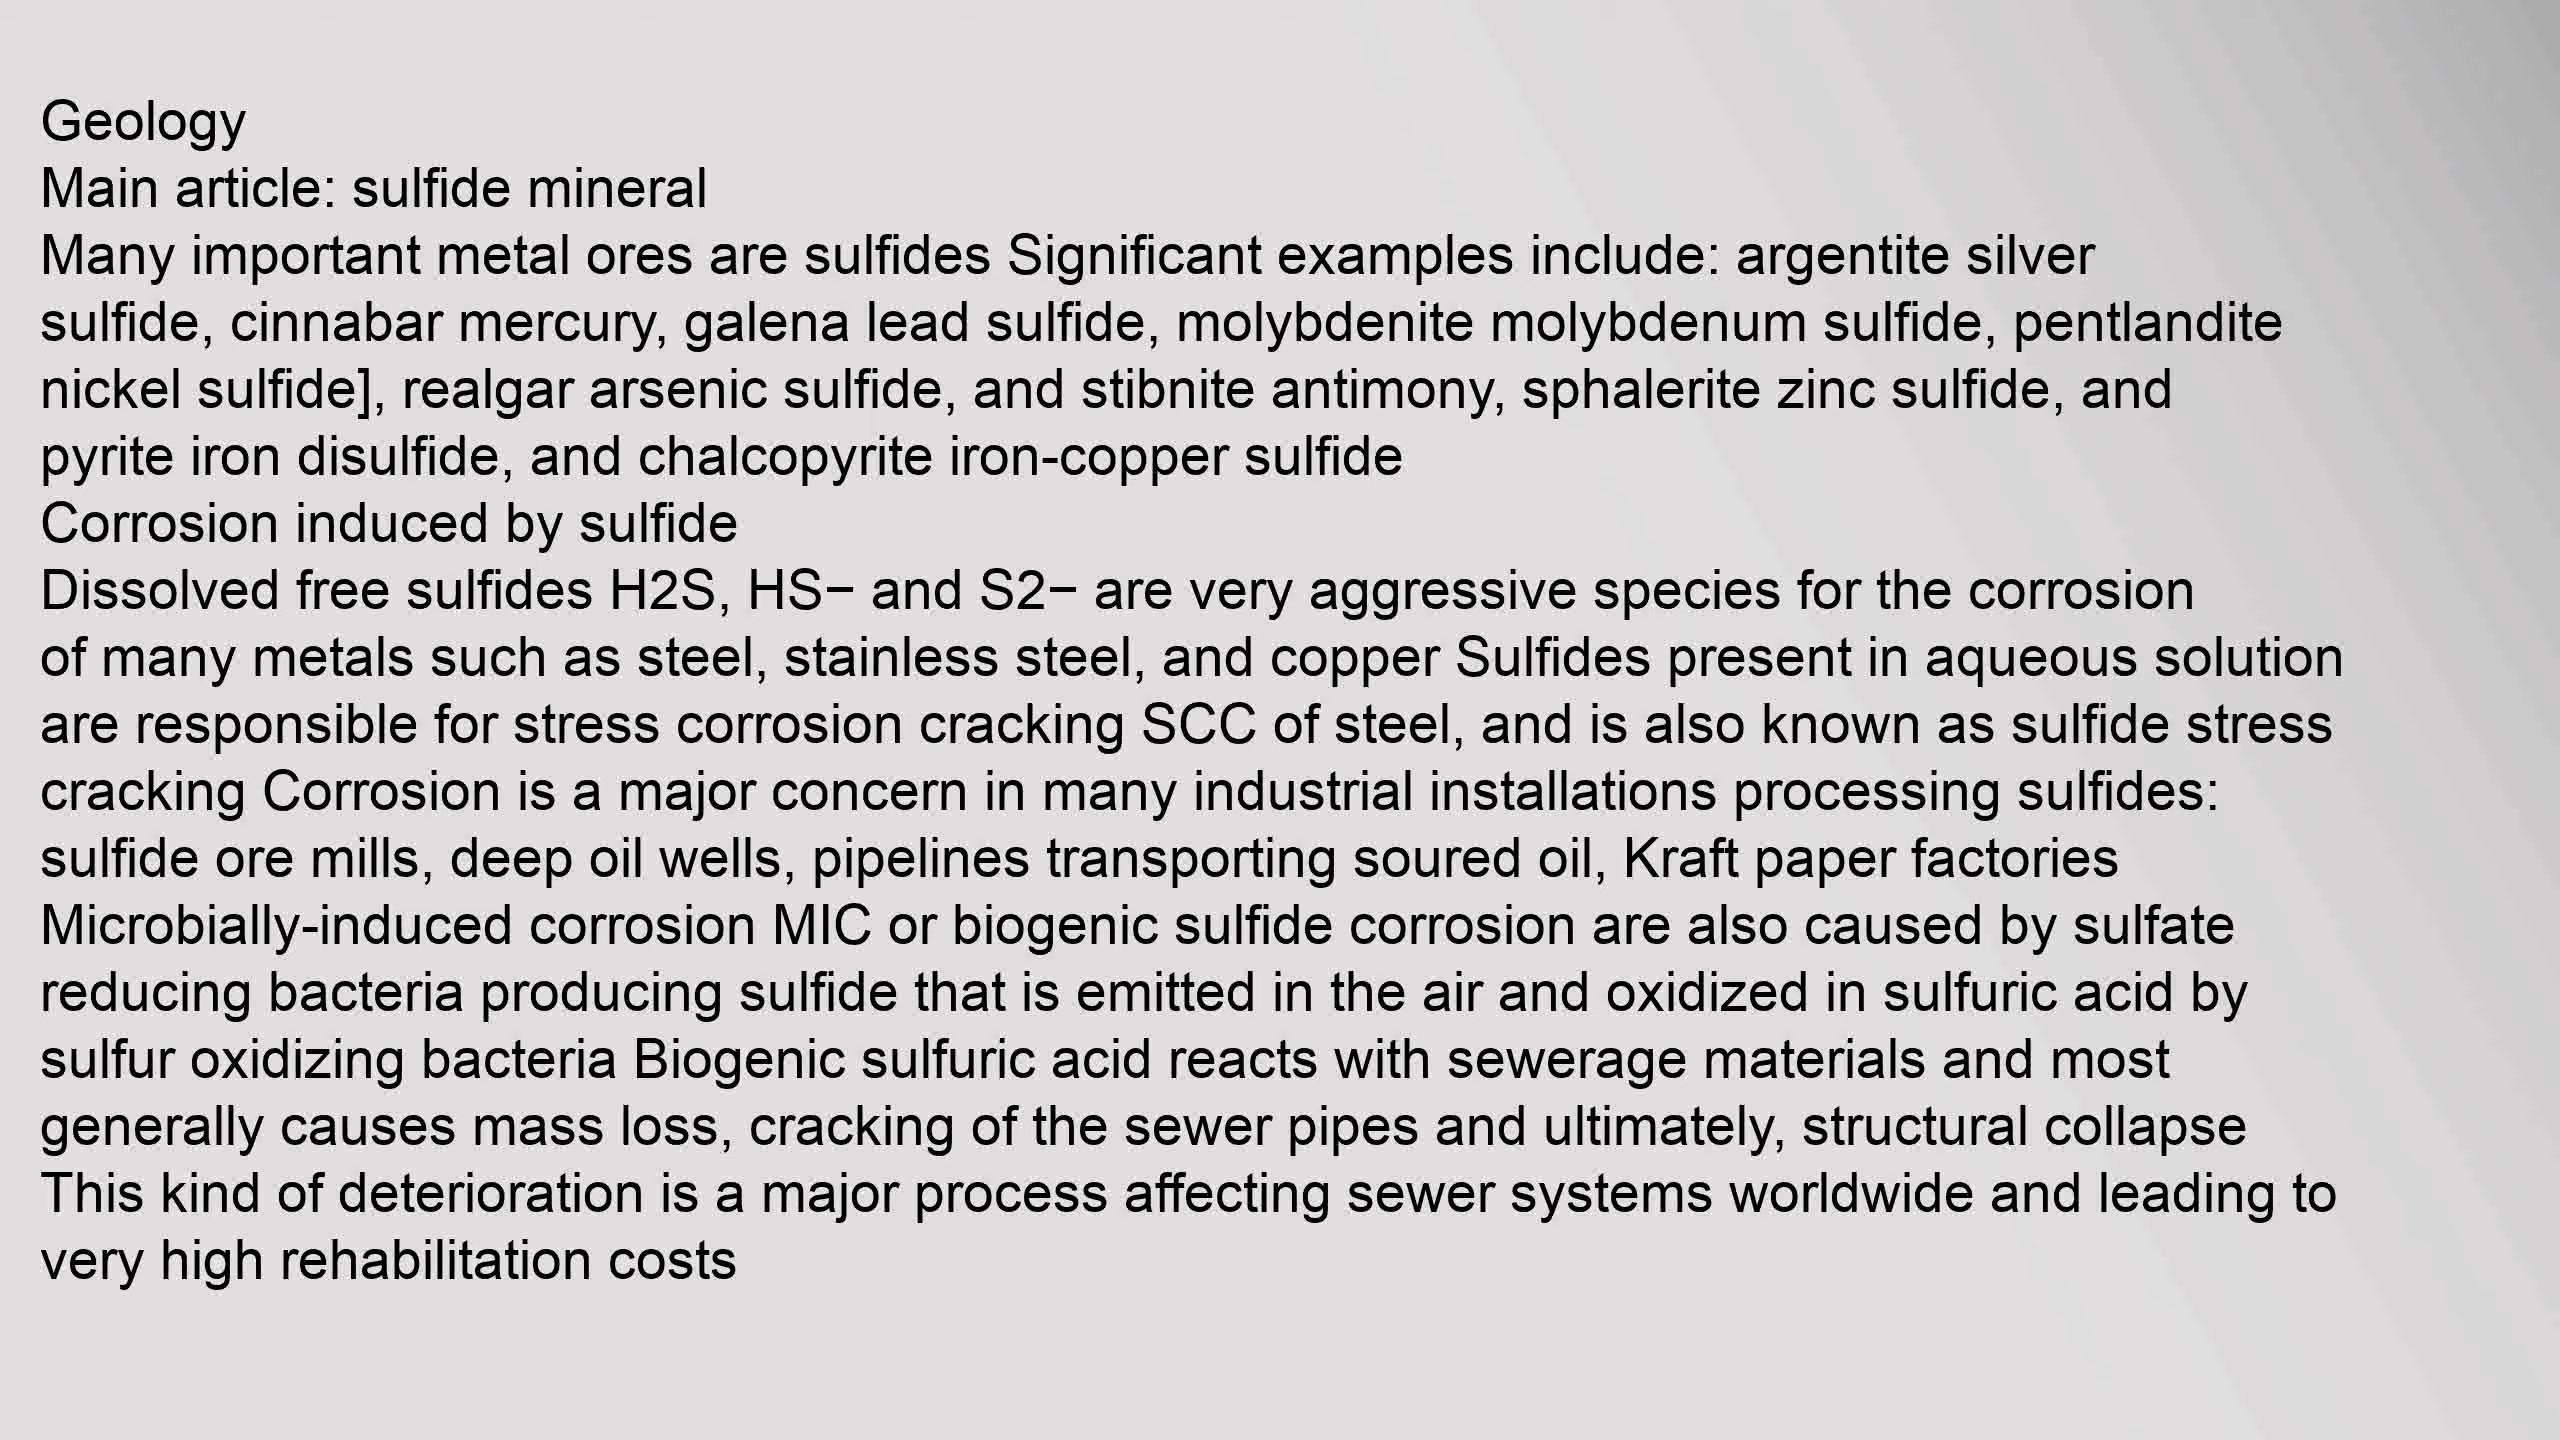 Geology
Main article: sulfide mineral
Many important metal ores are sulfides Significant examples include: argentite silver
sulfide, cinnabar mercury, galena lead sulfide, molybdenite molybdenum sulfide, pentlandite
nickel sulfide], realgar arsenic sulfide, and stibnite antimony, sphalerite zinc sulfide, and
pyrite iron disulfide, and chalcopyrite iron-copper sulfide
Corrosion induced by sulfide
Dissolved free sulfides H2S, HS− and S2− are very aggressive species for the corrosion
of many metals such as steel, stainless steel, and copper Sulfides present in aqueous solution
are responsible for stress corrosion cracking SCC of steel, and is also known as sulfide stress
cracking Corrosion is a major concern in many industrial installations processing sulfides:
sulfide ore mills, deep oil wells, pipelines transporting soured oil, Kraft paper factories
Microbially-induced corrosion MIC or biogenic sulfide corrosion are also caused by sulfate
reducing bacteria producing sulfide that is emitted in the air and oxidized in sulfuric acid by
sulfur oxidizing bacteria Biogenic sulfuric acid reacts with sewerage materials and most
generally causes mass loss, cracking of the sewer pipes and ultimately, structural collapse
This kind of deterioration is a major process affecting sewer systems worldwide and leading to
very high rehabilitation costs